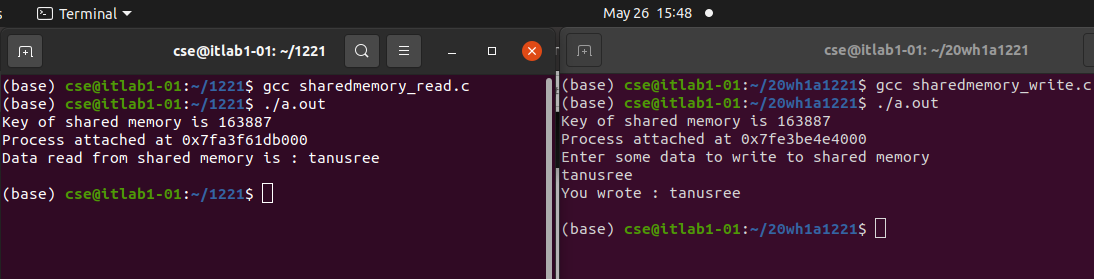 Terminal
May 26 15:48
cse@itlab1-01: ~/1221
(base) cse@itlab1-01:~/1221$ gcc sharedmemory_read.c
(base) cse@itlab1-01:~/1221$ ./a.out
Key of shared memory is 163887
Process attached at 0x7fa3f61db000
Data read from shared memory is : tanusree
(base) cse@itlab1-01:~/1221$
cse@itlab1-01: ~/20wh1a1221
(base) cse@itlab1-01:~/20wh1a1221$ gcc sharedmemory_write.c
(base) cse@itlab1-01:~/20wh1a1221$ ./a.out
Key of shared memory is 163887
Process attached at 0x7fe3be4e4000
Enter some data to write to shared memory
tanusree
You wrote : tanusree
(base) cse@itlab1-01:~/20wh1a1221$